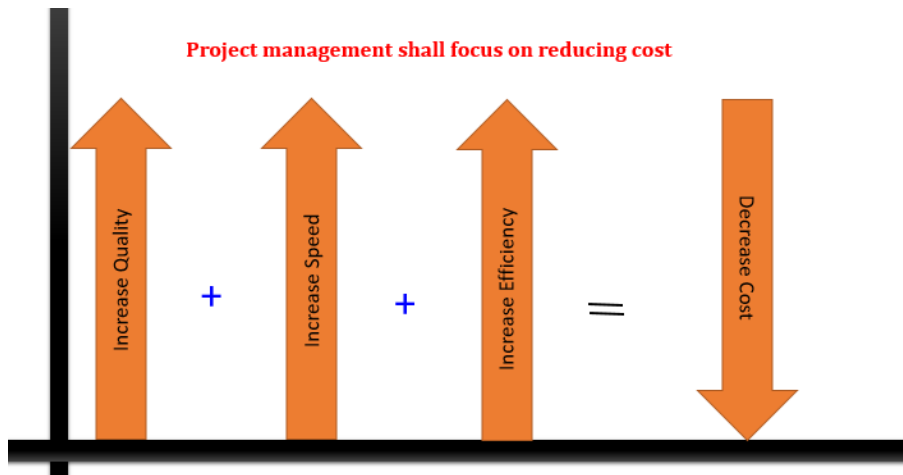 Project management shall focus on reducing cost
Increase Quality
+
Increase Speed
+
Increase Efficiency
=
Decrease Cost